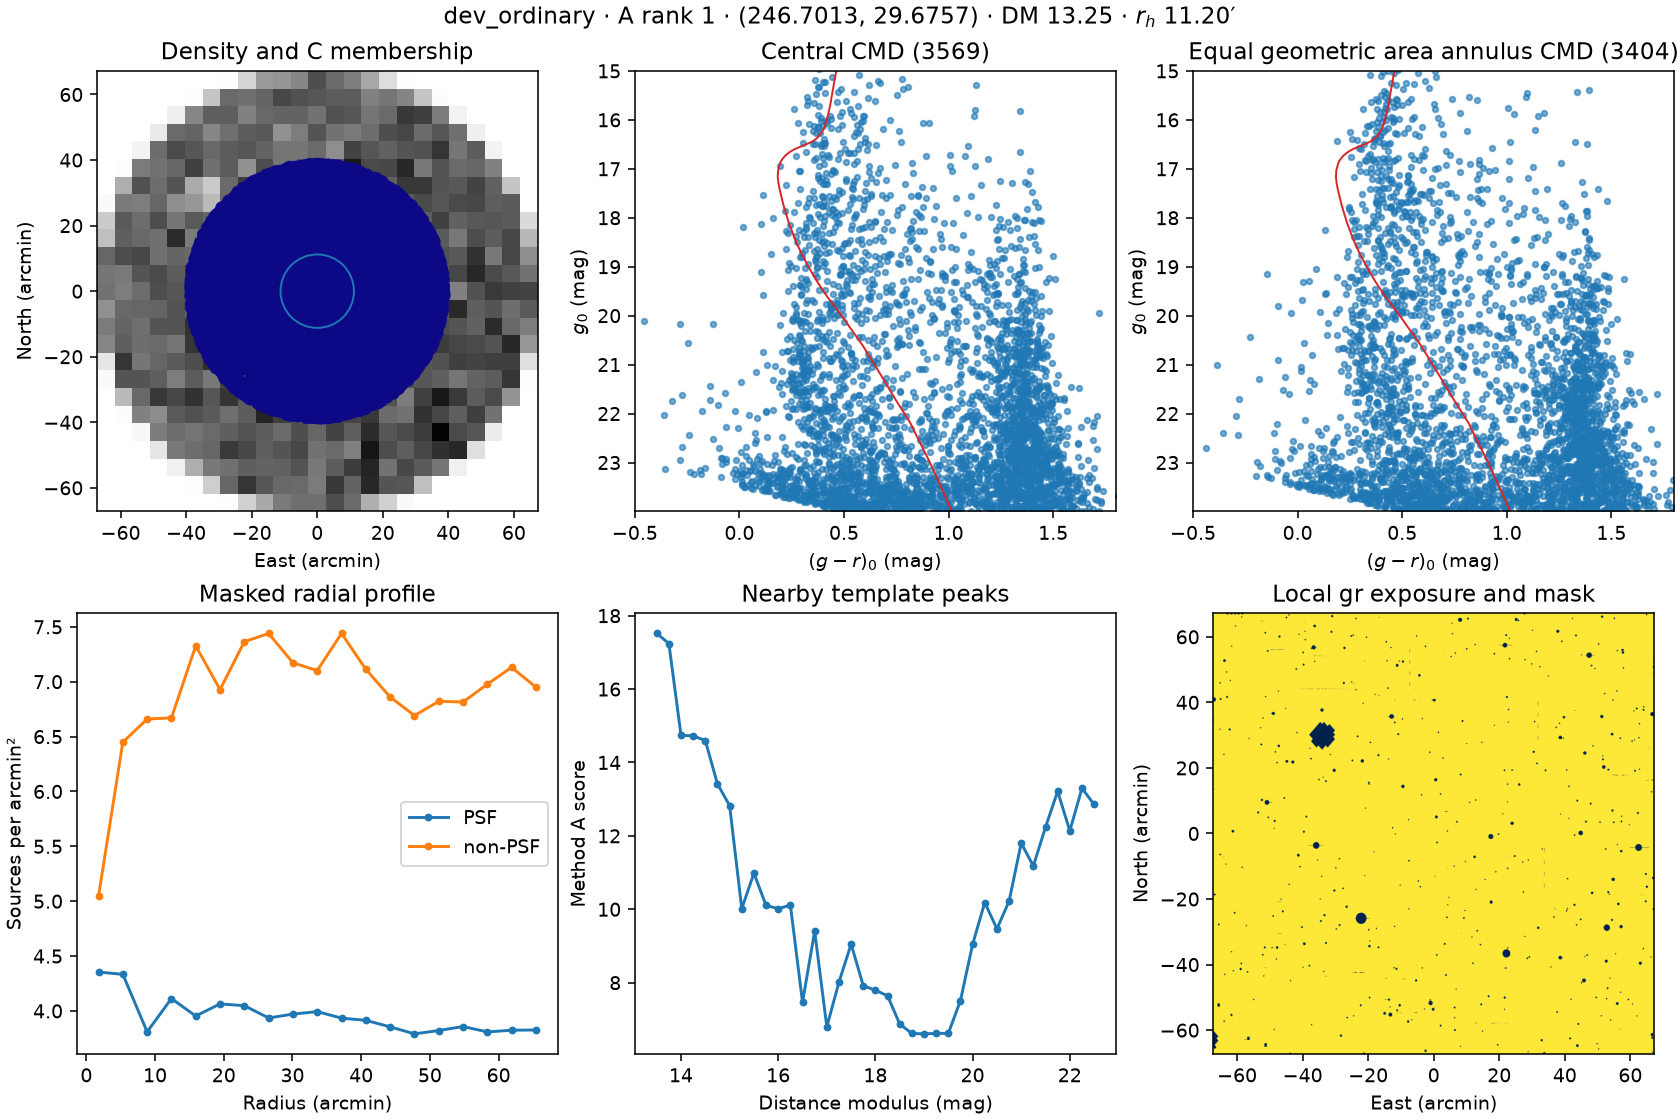 dev_ordinary · A rank 1 · (246.7013, 29.6757) · DM 13.25 · r_h 11.20′
Density and C membership
60
40
20
0
−20
−40
−60
North (arcmin)
−60 −40 −20 0 20 40 60
East (arcmin)
Central CMD (3569)
15
16
17
18
19
20
21
22
23
g₀ (mag)
−0.5 0.0 0.5 1.0 1.5
(g − r)₀ (mag)
Equal geometric area annulus CMD (3404)
15
16
17
18
19
20
21
22
23
g₀ (mag)
−0.5 0.0 0.5 1.0 1.5
(g − r)₀ (mag)
Masked radial profile
7.5
7.0
6.5
6.0
5.5
5.0
4.5
4.0
Sources per arcmin²
PSF
non-PSF
0 10 20 30 40 50 60
Radius (arcmin)
Nearby template peaks
18
16
14
12
10
8
Method A score
14 16 18 20 22
Distance modulus (mag)
Local gr exposure and mask
60
40
20
0
−20
−40
−60
North (arcmin)
−60 −40 −20 0 20 40 60
East (arcmin)